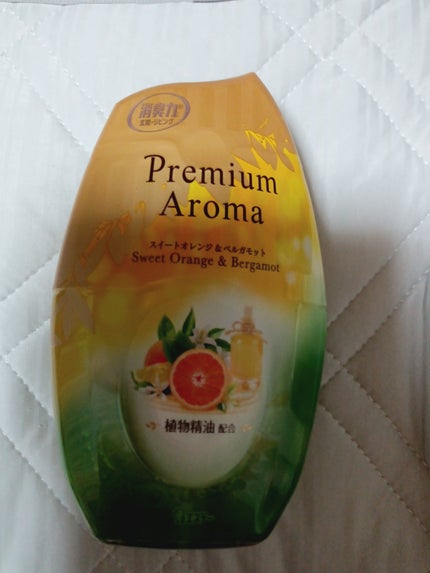 消臭力
玄関・リビング
Premium
Aroma
スイートオレンジ&ベルガモット
Sweet Orange & Bergamot
植物精油 配合